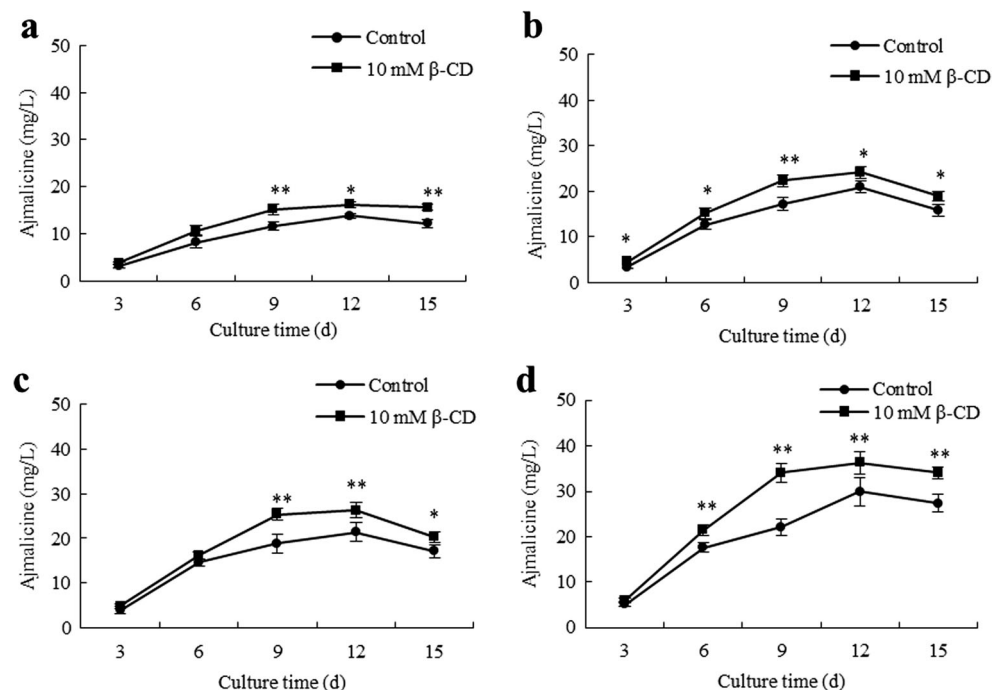 a
Control
10 mM β-CD
Ajmalicine (mg/L)
50
40
30
20
10
0
** * **
3 6 9 12 15
Culture time (d)
b
Control
10 mM β-CD
Ajmalicine (mg/L)
50
40
30
20
10
0
* * ** * *
3 6 9 12 15
Culture time (d)
c
Control
10 mM β-CD
Ajmalicine (mg/L)
50
40
30
20
10
0
** ** *
3 6 9 12 15
Culture time (d)
d
Control
10 mM β-CD
Ajmalicine (mg/L)
50
40
30
20
10
0
** ** ** **
3 6 9 12 15
Culture time (d)